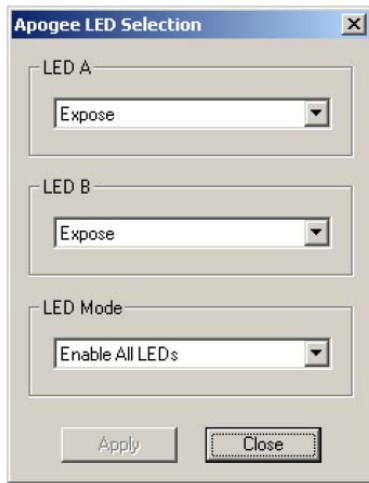 Apogee LED Selection
LED A
Expose
LED B
Expose
LED Mode
Enable All LEDs
Apply Close